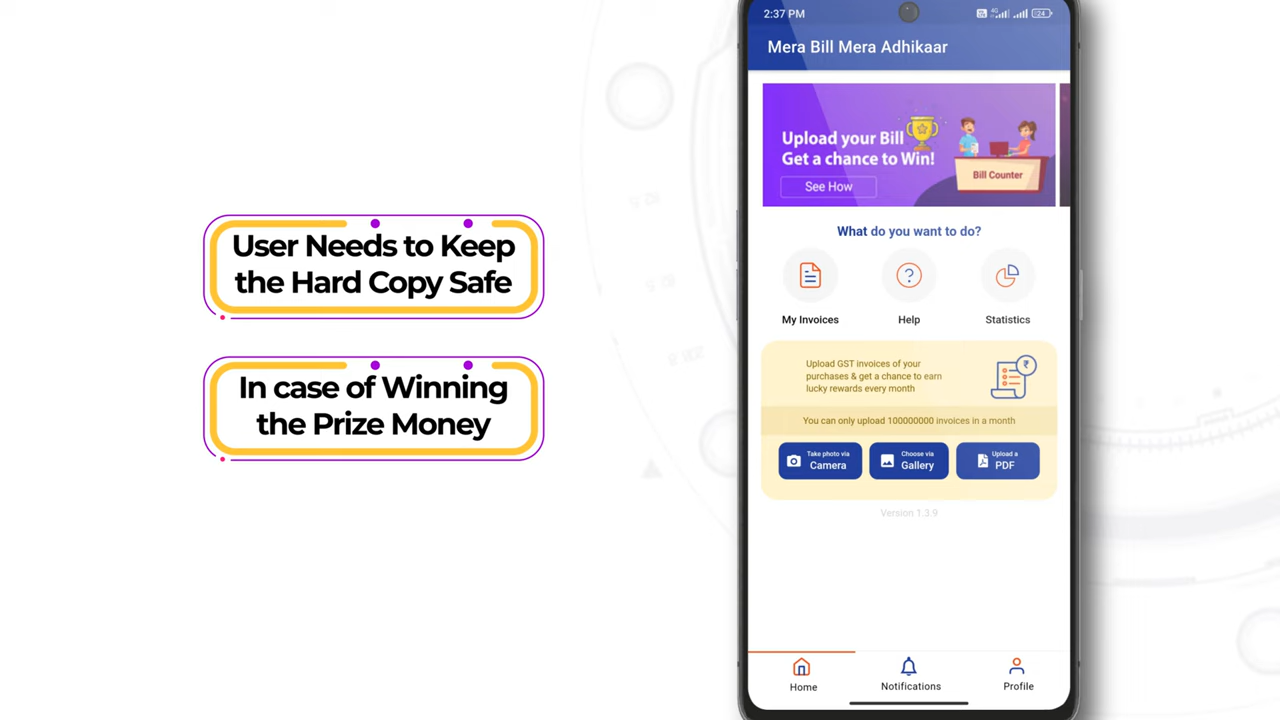 User Needs to Keep
the Hard Copy Safe
In case of Winning
the Prize Money
2:37 PM
4G
24
Mera Bill Mera Adhikaar
Upload your Bill
Get a chance to Win!
See How
Bill Counter
What do you want to do?
My Invoices
Help
Statistics
Upload GST invoices of your
purchases & get a chance to earn
lucky rewards every month
You can only upload 100000000 invoices in a month
Take photo via
Camera
Choose via
Gallery
Upload a
PDF
Version 1.3.9
Home
Notifications
Profile